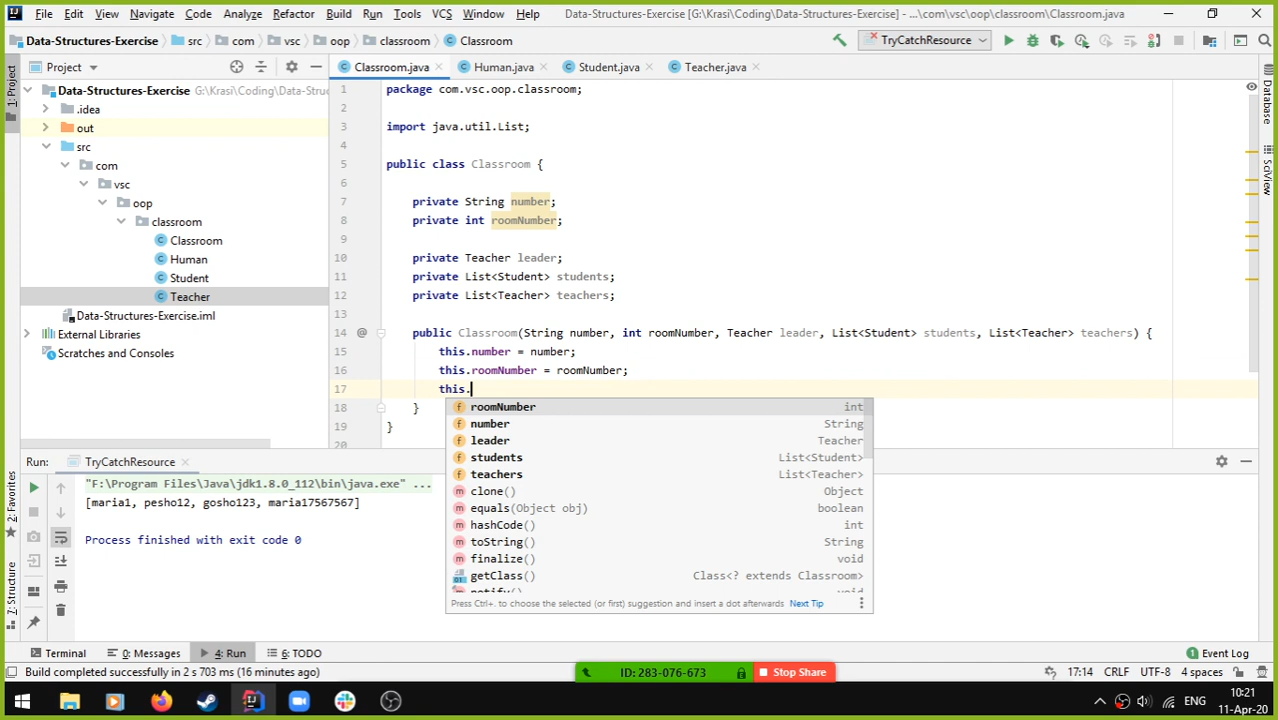 File Edit View Navigate Code Analyze Refactor Build Run Tools VCS Window Help Data-Structures-Exercise [G:\Krasi\Coding\Data-Structures-Exercise] - ...\com\vsc\oop\classroom\Classroom.java
Data-Structures-Exercise src com vsc oop classroom Classroom TryCatchResource
1: Project
Project
Classroom.java Human.java Student.java Teacher.java
Data-Structures-Exercise G:\Krasi\Coding\Data-Stru
.idea
out
src
com
vsc
oop
classroom
Classroom
Human
Student
Teacher
Data-Structures-Exercise.iml
External Libraries
Scratches and Consoles
1 package com.vsc.oop.classroom;
2
3 import java.util.List;
4
5 public class Classroom {
6
7 private String number;
8 private int roomNumber;
9
10 private Teacher leader;
11 private List<Student> students;
12 private List<Teacher> teachers;
13
14 @ public Classroom(String number, int roomNumber, Teacher leader, List<Student> students, List<Teacher> teachers) {
15 this.number = number;
16 this.roomNumber = roomNumber;
17 this.
18 }
19 }
20
roomNumber int
number String
leader Teacher
students List<Student>
teachers List<Teacher>
clone() Object
equals(Object obj) boolean
hashCode() int
toString() String
finalize() void
getClass() Class<? extends Classroom>
notify() void
Press Ctrl+. to choose the selected (or first) suggestion and insert a dot afterwards Next Tip
Database
SciView
Run: TryCatchResource
"F:\Program Files\Java\jdk1.8.0_112\bin\java.exe" ...
[maria1, pesho12, gosho123, maria17567567]
Process finished with exit code 0
2: Favorites
7: Structure
Terminal 0: Messages 4: Run 6: TODO Event Log
Build completed successfully in 2 s 703 ms (16 minutes ago) ID: 283-076-673 Stop Share 17:14 CRLF UTF-8 4 spaces
ENG
10:21
11-Apr-20